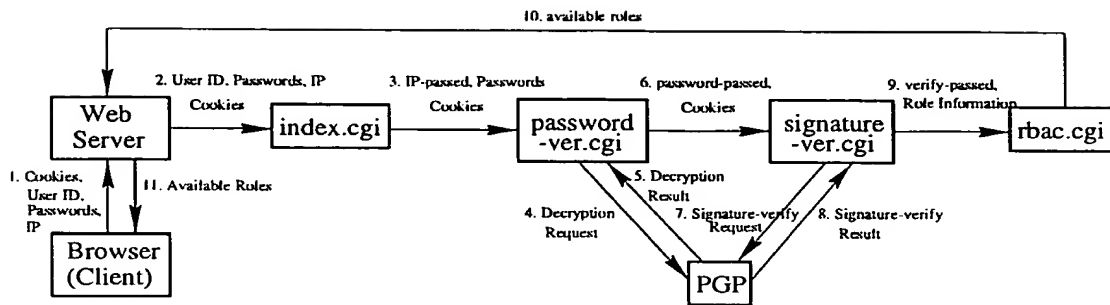 10. available roles
2. User ID, Passwords, IP
Cookies
3. IP-passed, Passwords
Cookies
6. password-passed,
Cookies
9. verify-passed,
Role Information
Web
Server
index.cgi
password
-ver.cgi
signature
-ver.cgi
rbac.cgi
1. Cookies,
User ID,
Passwords,
IP
11. Available Roles
5. Decryption
Result
4. Decryption
Request
7. Signature-verify
Request
8. Signature-verify
Result
Browser
(Client)
PGP